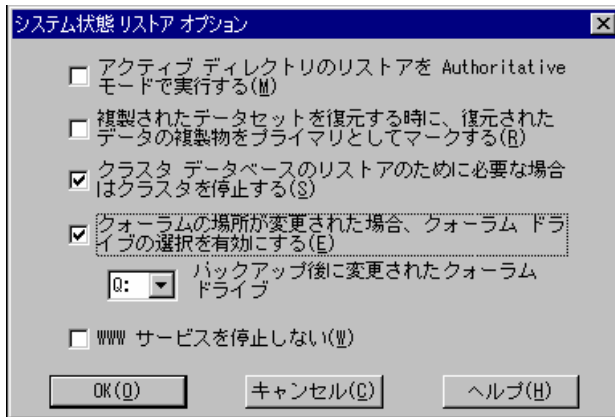 システム状態 リストア オプション
アクティブ ディレクトリのリストアを Authoritative
モードで実行する(M)
複製されたデータセットを復元する時に、復元された
データの複製物をプライマリとしてマークする(R)
クラスタ データベースのリストアのために必要な場合
はクラスタを停止する(S)
クォーラムの場所が変更された場合、クォーラム ドラ
イブの選択を有効にする(E)
Q:
バックアップ後に変更されたクォーラム
ドライブ
WWW サービスを停止しない(W)
OK(O)
キャンセル(C)
ヘルプ(H)